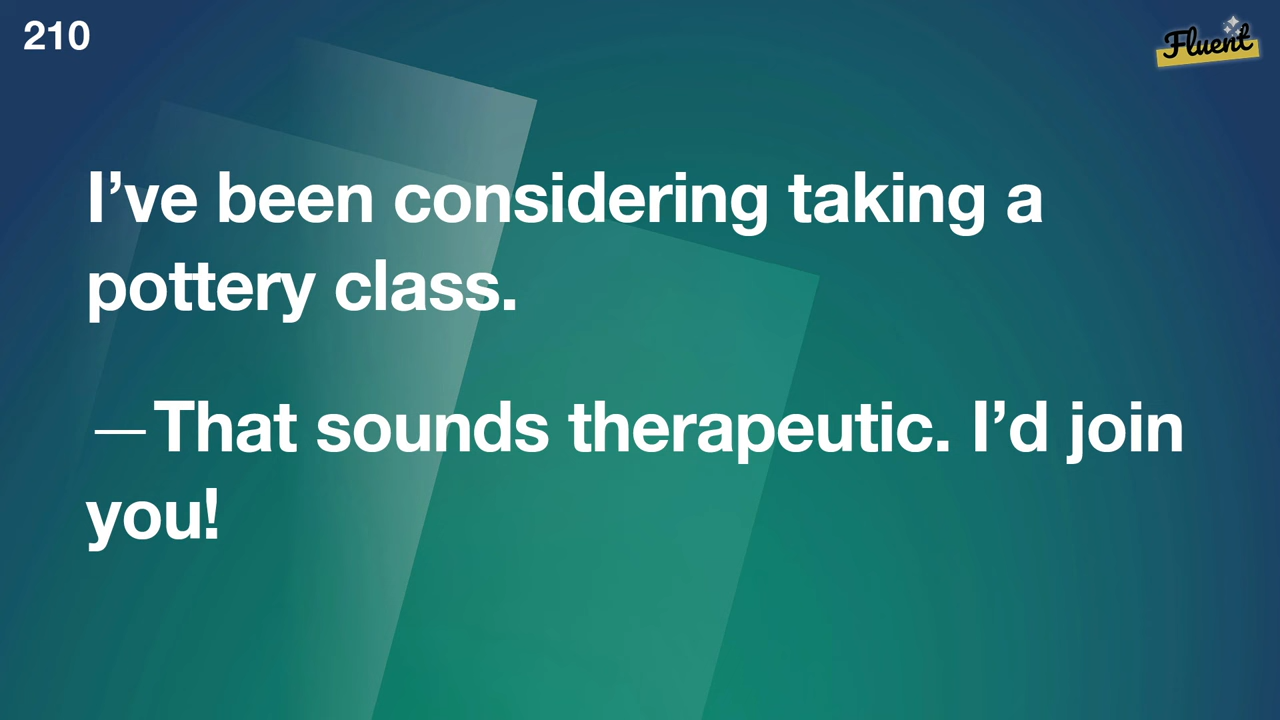 210
Fluent
I’ve been considering taking a
pottery class.
—That sounds therapeutic. I’d join
you!